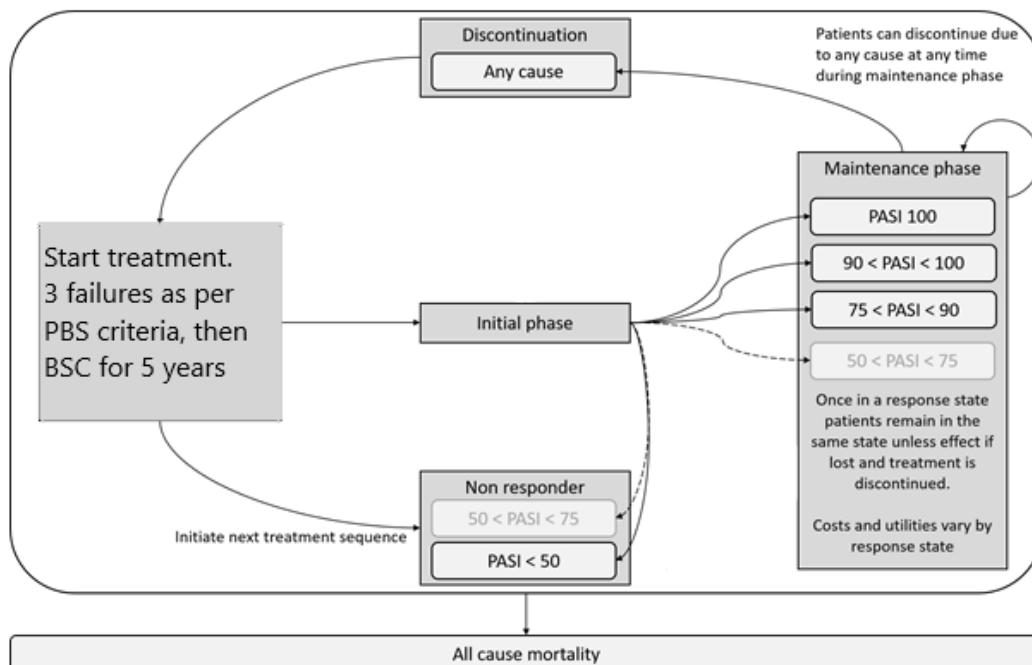 Discontinuation
Any cause
Patients can discontinue due
to any cause at any time
during maintenance phase
Maintenance phase
PASI 100
90 < PASI < 100
75 < PASI < 90
50 < PASI < 75
Once in a response state
patients remain in the
same state unless effect if
lost and treatment is
discontinued.
Costs and utilities vary by
response state
Start treatment.
3 failures as per
PBS criteria, then
BSC for 5 years
Initial phase
Non responder
50 < PASI < 75
PASI < 50
Initiate next treatment sequence
All cause mortality